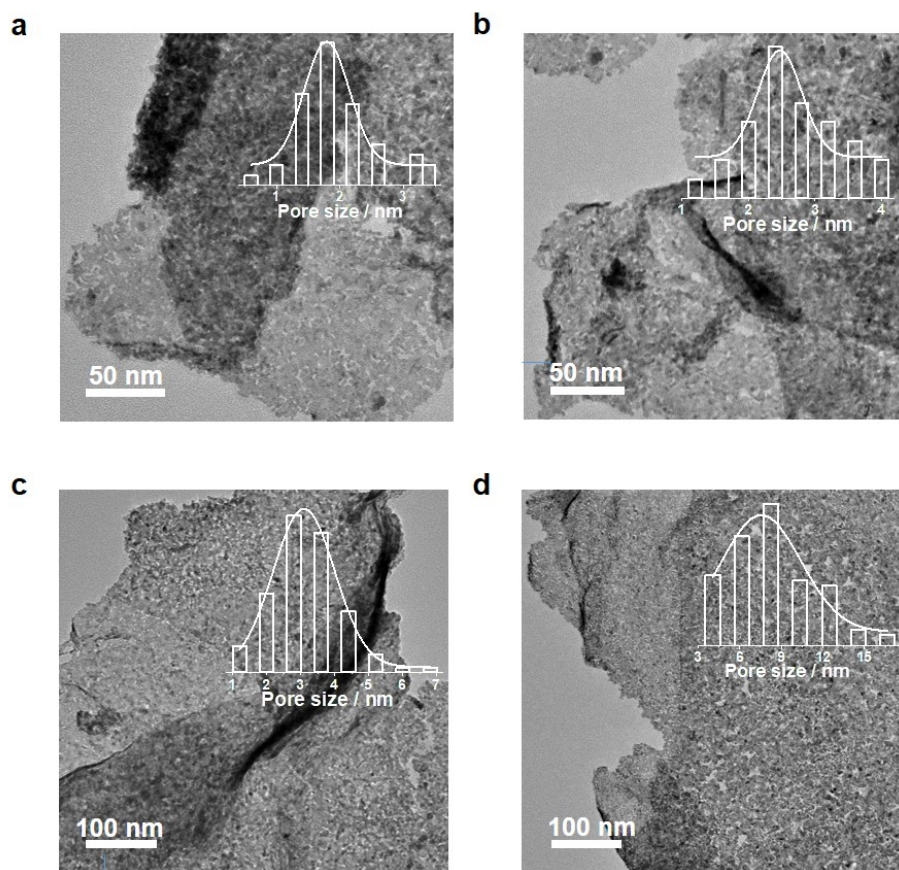 a
1 2 3
Pore size / nm
50 nm
b
1 2 3 4
Pore size / nm
50 nm
c
1 2 3 4 5 6 7
Pore size / nm
100 nm
d
3 6 9 12 15
Pore size / nm
100 nm